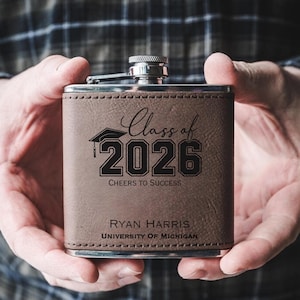 Class of
2026
Cheers to Success
Ryan Harris
University Of Michigan